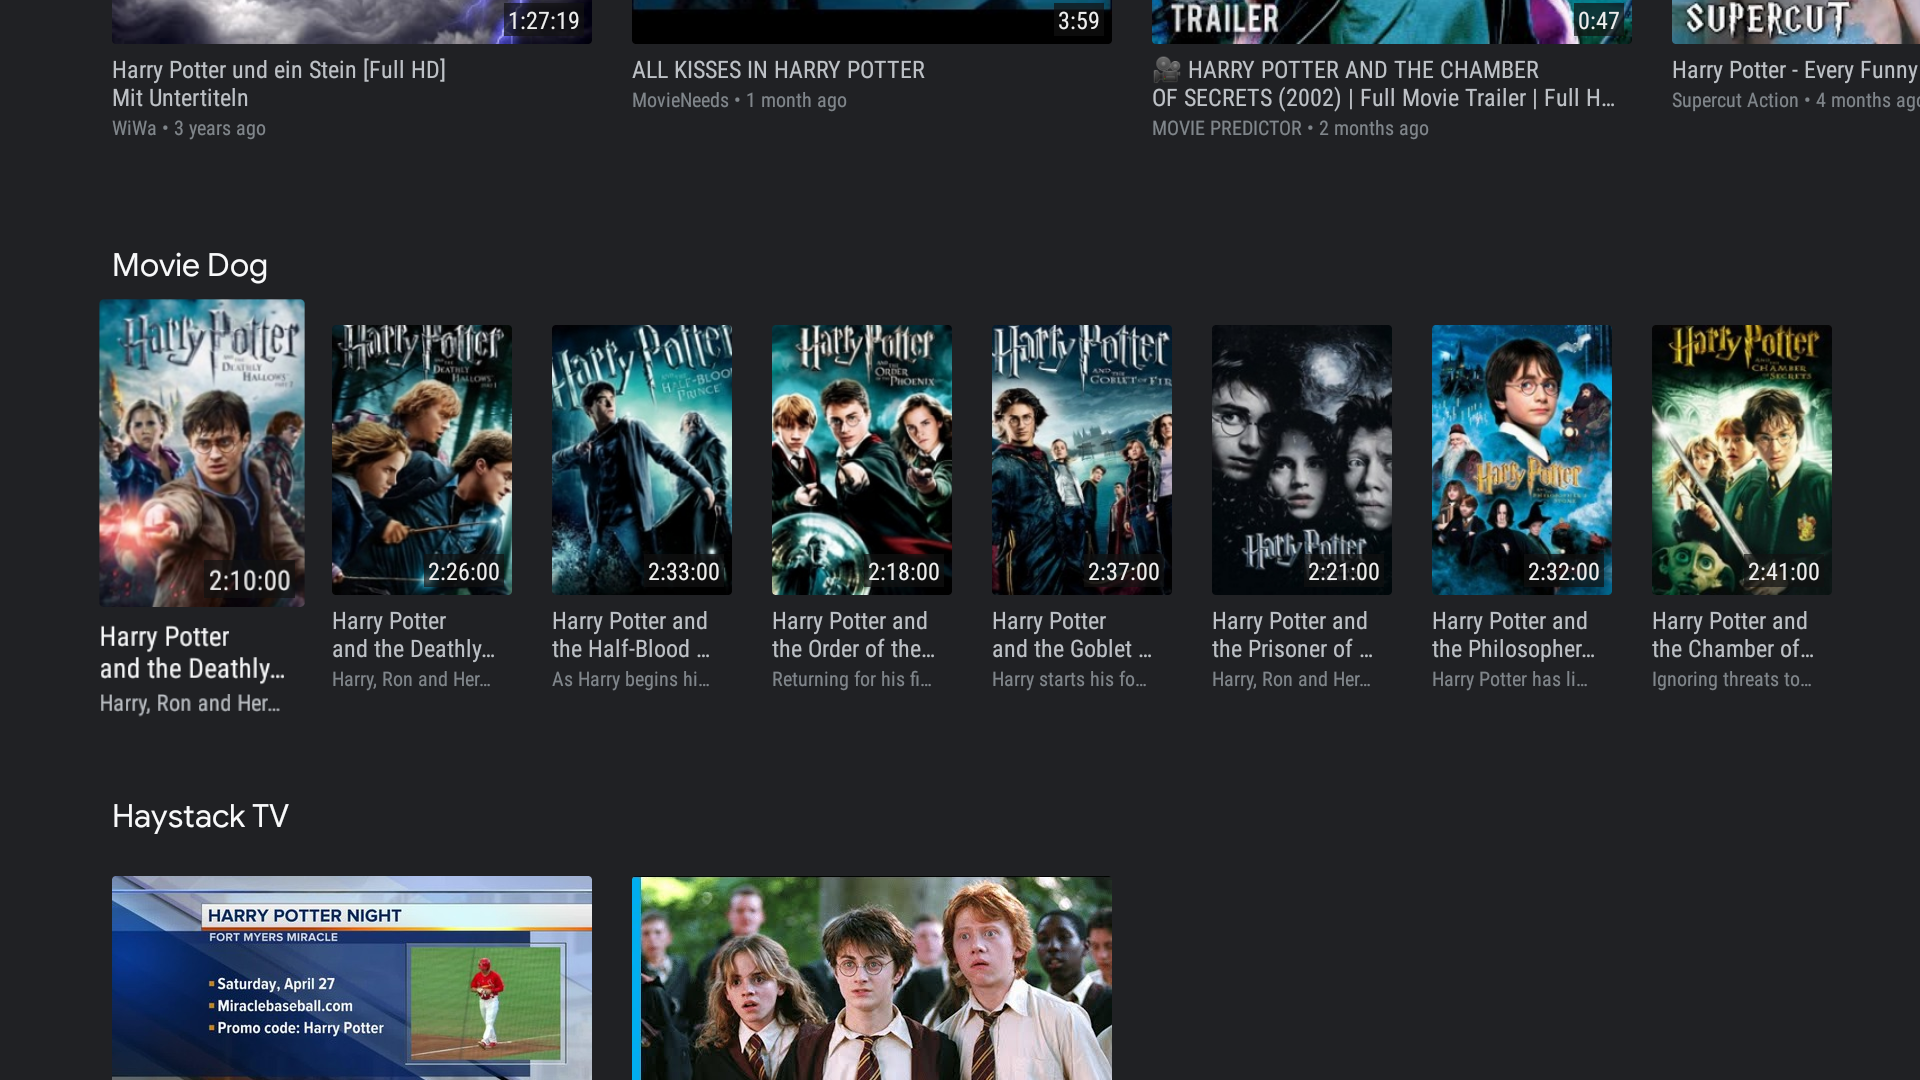 1:27:19
3:59
TRAILER
0:47
SUPERCUT
Harry Potter und ein Stein [Full HD]
Mit Untertiteln
WiWa • 3 years ago
ALL KISSES IN HARRY POTTER
MovieNeeds • 1 month ago
🎥 HARRY POTTER AND THE CHAMBER
OF SECRETS (2002) | Full Movie Trailer | Full H...
MOVIE PREDICTOR • 2 months ago
Harry Potter - Every Funny
Supercut Action • 4 months ago
Movie Dog
Harry Potter
AND THE
DEATHLY
HALLOWS
PART 2
2:10:00
Harry Potter
and the Deathly...
Harry, Ron and Her...
Harry Potter
AND THE
DEATHLY
HALLOWS
PART 1
2:26:00
Harry Potter
and the Deathly...
Harry, Ron and Her...
Harry Potter
AND THE
HALF-BLOO
PRINCE
2:33:00
Harry Potter and
the Half-Blood ...
As Harry begins hi...
Harry Potter
AND THE
ORDER
OF THE PHOENIX
2:18:00
Harry Potter and
the Order of the...
Returning for his fi...
Harry Potter
AND THE
GOBLET OF FIR
2:37:00
Harry Potter
and the Goblet ...
Harry starts his fo...
Harry Potter
2:21:00
Harry Potter and
the Prisoner of ...
Harry, Ron and Her...
Harry Potter
2:32:00
Harry Potter and
the Philosopher...
Harry Potter has li...
Harry Potter
AND THE
CHAMBER
OF SECRETS
2:41:00
Harry Potter and
the Chamber of...
Ignoring threats to...
Haystack TV
HARRY POTTER NIGHT
FORT MYERS MIRACLE
Saturday, April 27
Miraclebaseball.com
Promo code: Harry Potter